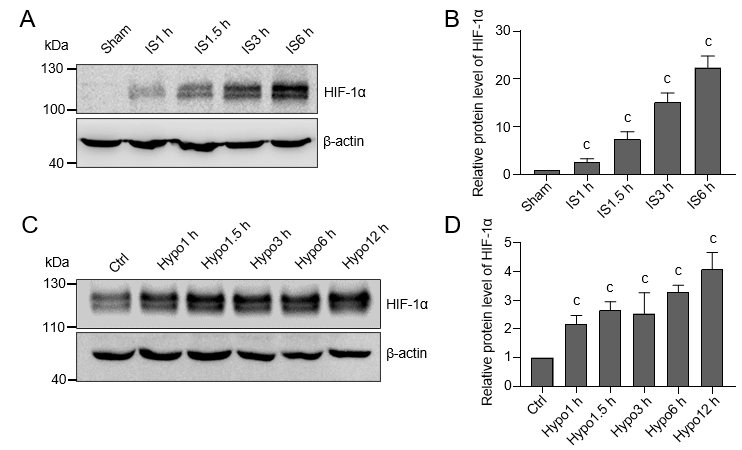 A
kDa
Sham
IS1 h
IS1.5 h
IS3 h
IS6 h
130
HIF-1α
100
β-actin
40
B
Relative protein level of HIF-1α
30
20
10
0
c
c
c
c
Sham
IS1 h
IS1.5 h
IS3 h
IS6 h
C
kDa
Ctrl
Hypo1 h
Hypo1.5 h
Hypo3 h
Hypo6 h
Hypo12 h
130
HIF-1α
110
β-actin
40
D
Relative protein level of HIF-1α
5
4
3
2
1
0
c
c
c
c
c
Ctrl
Hypo1 h
Hypo1.5 h
Hypo3 h
Hypo6 h
Hypo12 h